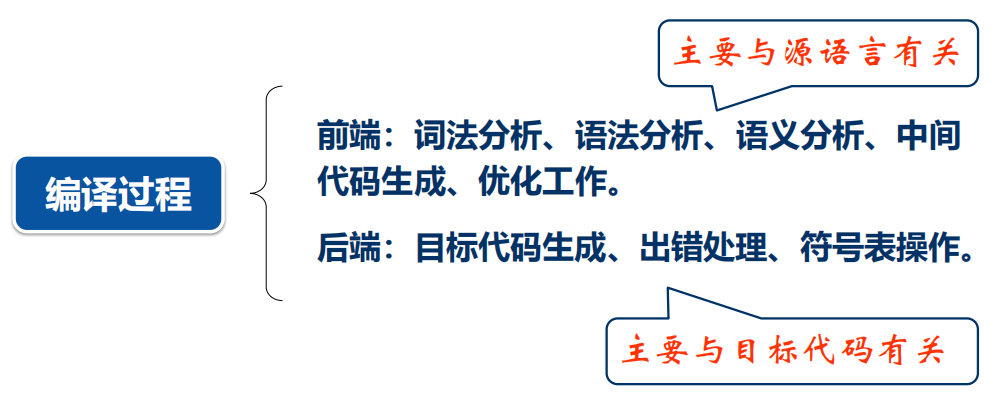 主要与源语言有关
前端：词法分析、语法分析、语义分析、中间
代码生成、优化工作。
编译过程
后端：目标代码生成、出错处理、符号表操作。
主要与目标代码有关